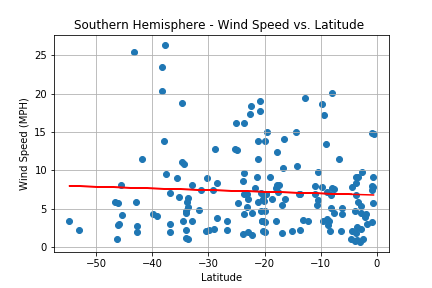 Southern Hemisphere - Wind Speed vs. Latitude
25
20
15
10
5
0
Wind Speed (MPH)
−50 −40 −30 −20 −10 0
Latitude